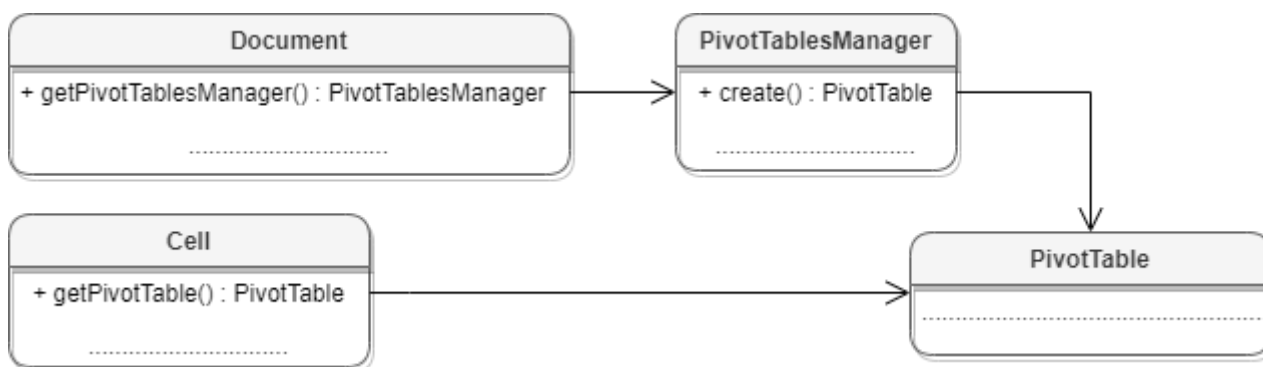 Document
+ getPivotTablesManager() : PivotTablesManager
................................
PivotTablesManager
+ create() : PivotTable
................................
Cell
+ getPivotTable() : PivotTable
................................
PivotTable
.......................................................